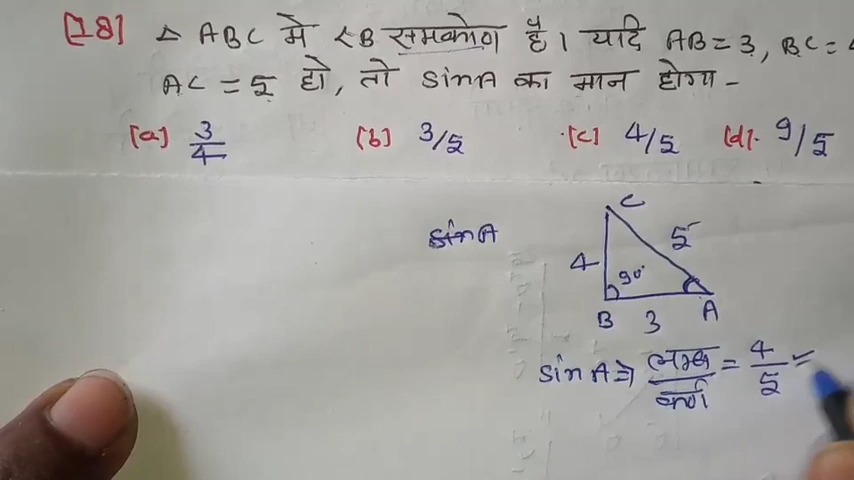 [18] △ ABC मे <B समकोण है। यदि AB = 3, BC = 4
AC = 5 हो, तो sinA का मान होगा -
[a] 3/4 [b] 3/5 [c] 4/5 [d] 9/5
C
sinA
5
4
90°
B 3 A
sin A ⇒ लम्ब/कर्ण = 4/5